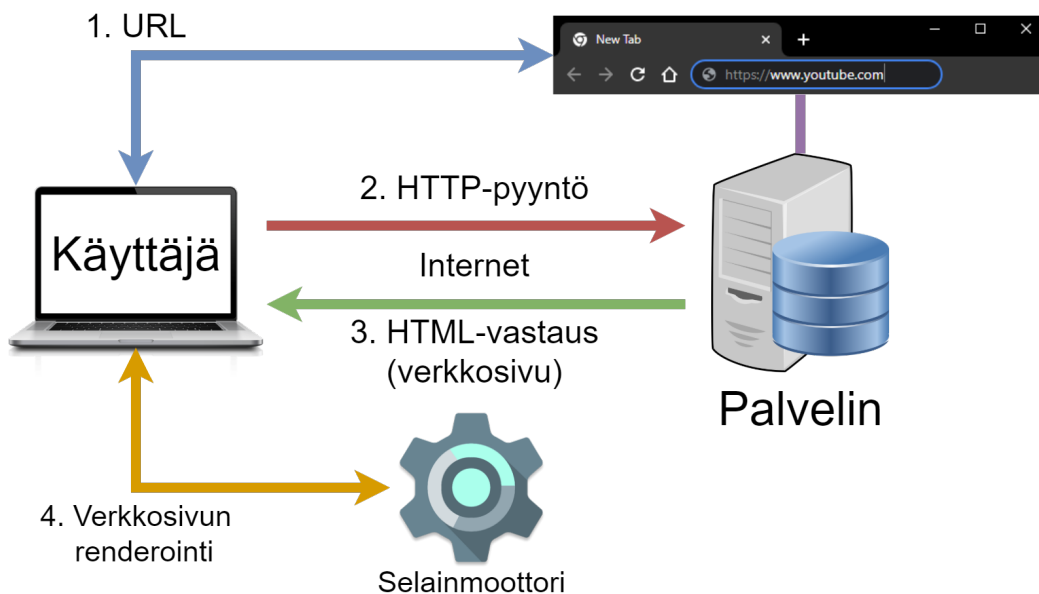 1. URL
New Tab
https://www.youtube.com
2. HTTP-pyyntö
Käyttäjä
Internet
3. HTML-vastaus
(verkkosivu)
Palvelin
4. Verkkosivun
renderointi
Selainmoottori